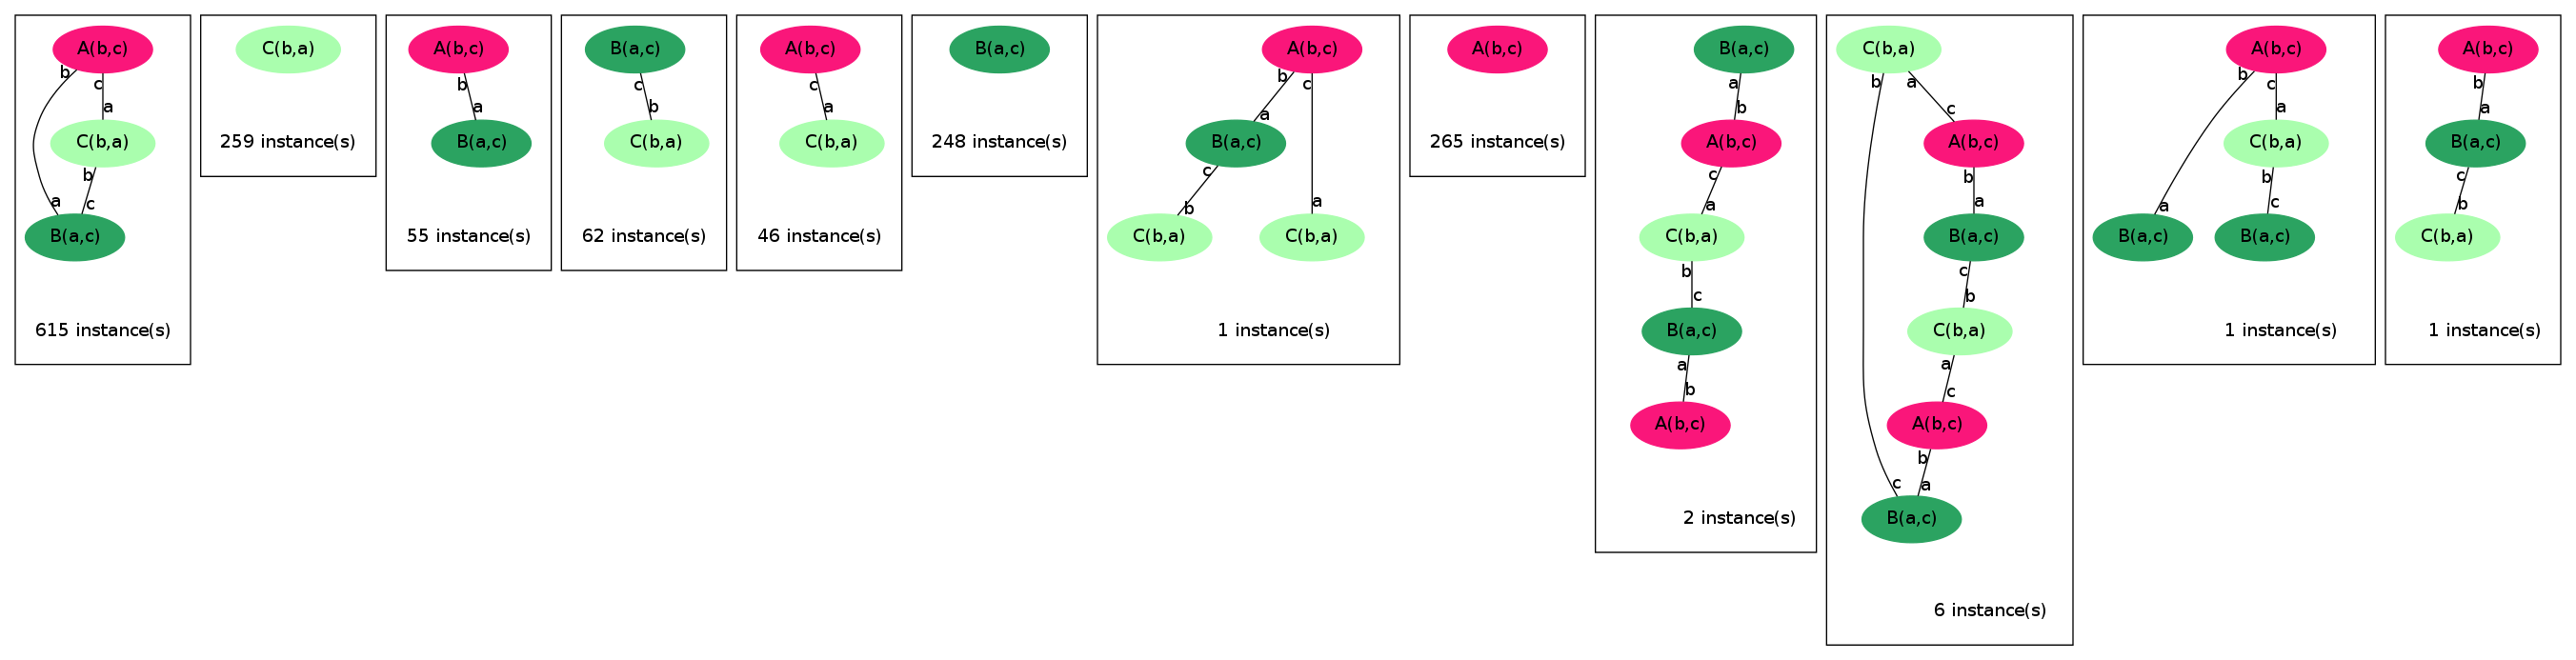 A(b,c)
b
c
a
C(b,a)
b
a
c
B(a,c)
615 instance(s)
C(b,a)
259 instance(s)
A(b,c)
b
a
B(a,c)
55 instance(s)
B(a,c)
c
b
C(b,a)
62 instance(s)
A(b,c)
c
a
C(b,a)
46 instance(s)
B(a,c)
248 instance(s)
A(b,c)
b
c
a
B(a,c)
c
b
a
C(b,a)
C(b,a)
1 instance(s)
A(b,c)
265 instance(s)
B(a,c)
a
b
A(b,c)
c
a
C(b,a)
b
c
B(a,c)
a
b
A(b,c)
2 instance(s)
C(b,a)
b
a
c
A(b,c)
b
a
B(a,c)
c
b
C(b,a)
a
c
A(b,c)
b
c
a
B(a,c)
6 instance(s)
A(b,c)
b
c
a
C(b,a)
b
a
c
B(a,c)
B(a,c)
1 instance(s)
A(b,c)
b
a
B(a,c)
c
b
C(b,a)
1 instance(s)